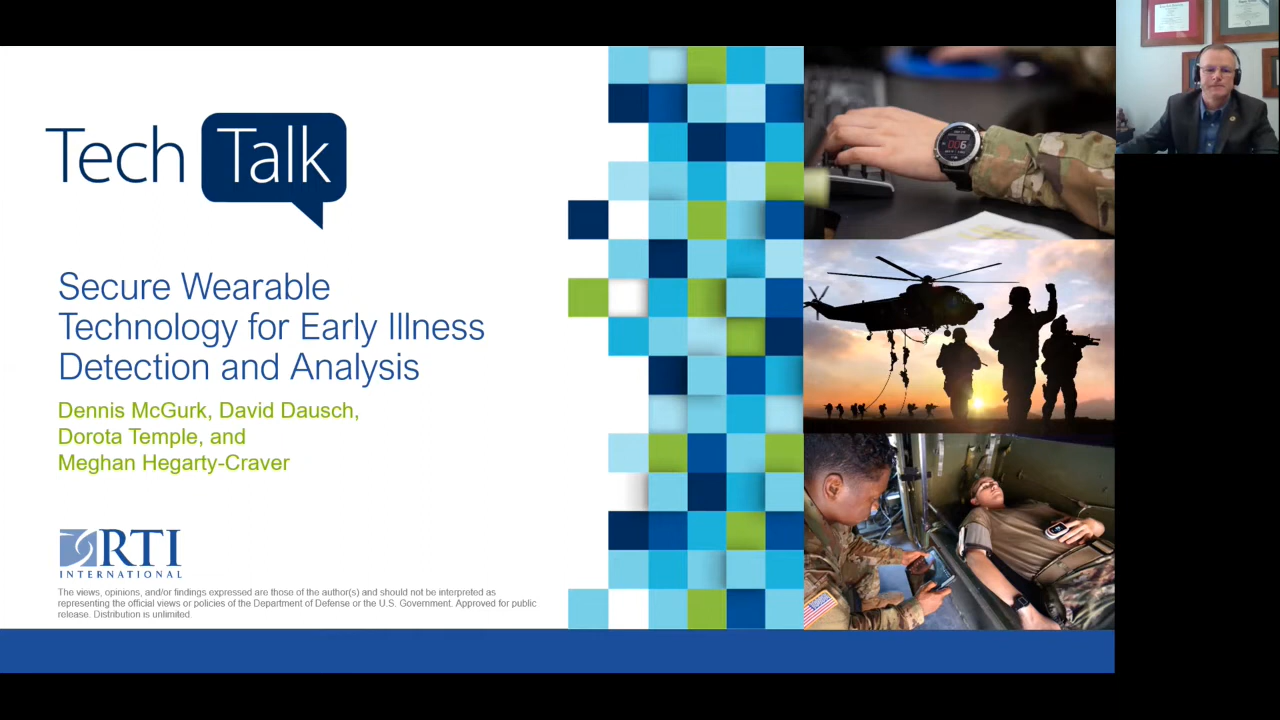 Tech Talk
Secure Wearable
Technology for Early Illness
Detection and Analysis
Dennis McGurk, David Dausch,
Dorota Temple, and
Meghan Hegarty-Craver
RTI
INTERNATIONAL
The views, opinions, and/or findings expressed are those of the author(s) and should not be interpreted as
representing the official views or policies of the Department of Defense or the U.S. Government. Approved for public
release. Distribution is unlimited.